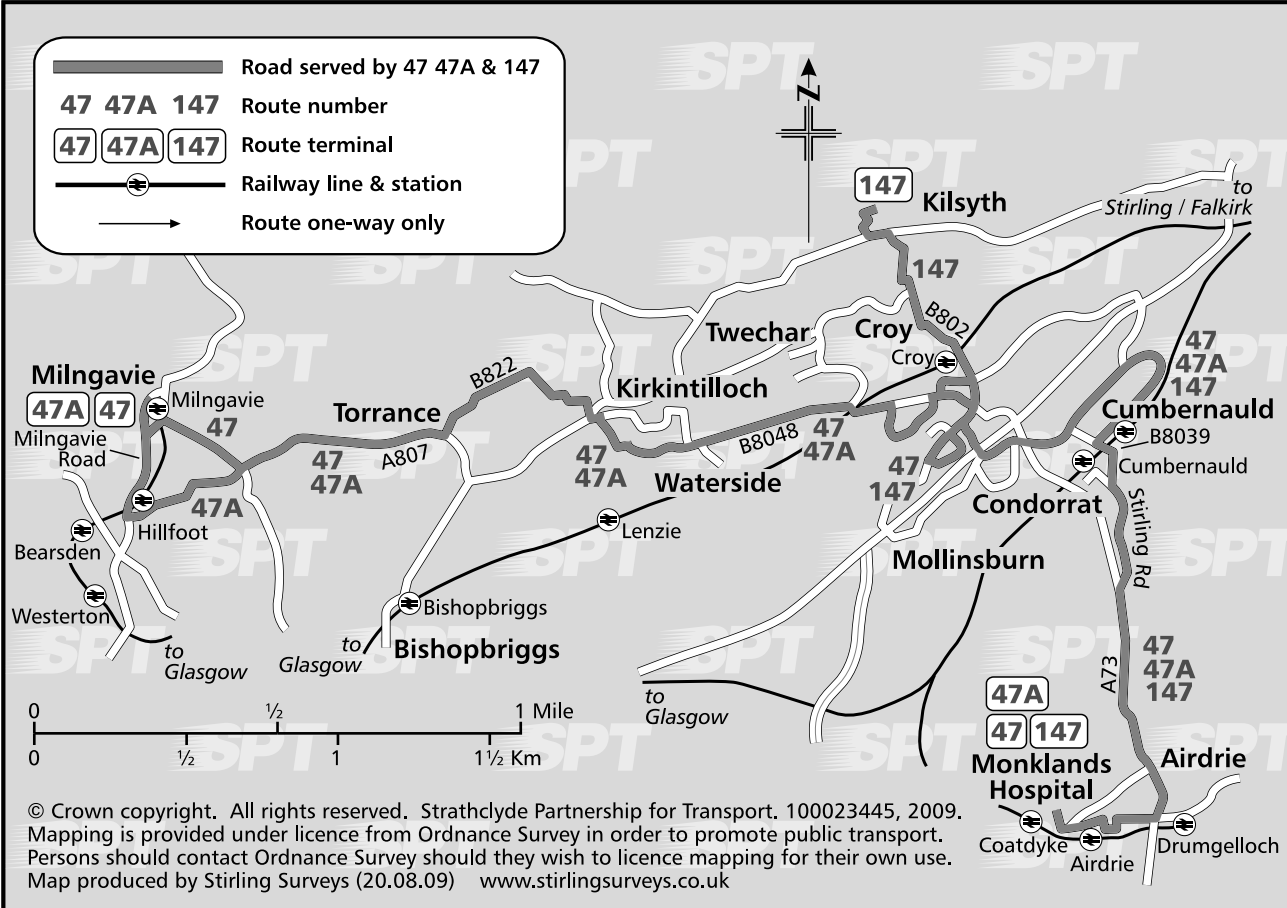 Road served by 47 47A & 147
47 47A 147 Route number
47 47A 147 Route terminal
Railway line & station
Route one-way only
N
SPT
147
Kilsyth
to
Stirling / Falkirk
147
B802
Twechar
Croy
Croy
47
47A
147
Milngavie
47A 47
Milngavie
Milngavie
Road
47
Torrance
B822
Kirkintilloch
A807
47
47A
47
47A
B8048
47
47A
Waterside
47
147
Cumbernauld
B8039
Cumbernauld
Condorrat
Stirling Rd
Mollinsburn
47A
Hillfoot
Bearsden
Westerton
to
Glasgow
Lenzie
Bishopbriggs
to
Glasgow
Bishopbriggs
to
Glasgow
A73
47
47A
147
47A
47 147
Monklands
Hospital
Airdrie
Coatdyke
Airdrie
Drumgelloch
0 ½ 1 Mile
0 ½ 1 1½ Km
© Crown copyright. All rights reserved. Strathclyde Partnership for Transport. 100023445, 2009.
Mapping is provided under licence from Ordnance Survey in order to promote public transport.
Persons should contact Ordnance Survey should they wish to licence mapping for their own use.
Map produced by Stirling Surveys (20.08.09) www.stirlingsurveys.co.uk